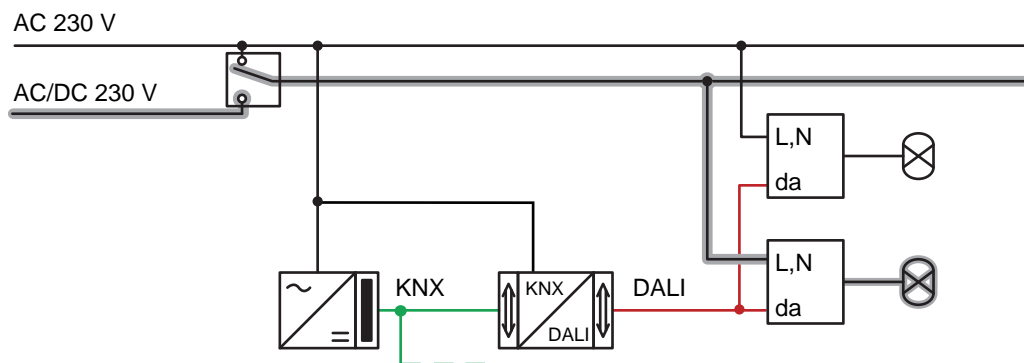 AC 230 V
AC/DC 230 V
L,N
da
L,N
da
KNX
KNX
DALI
DALI